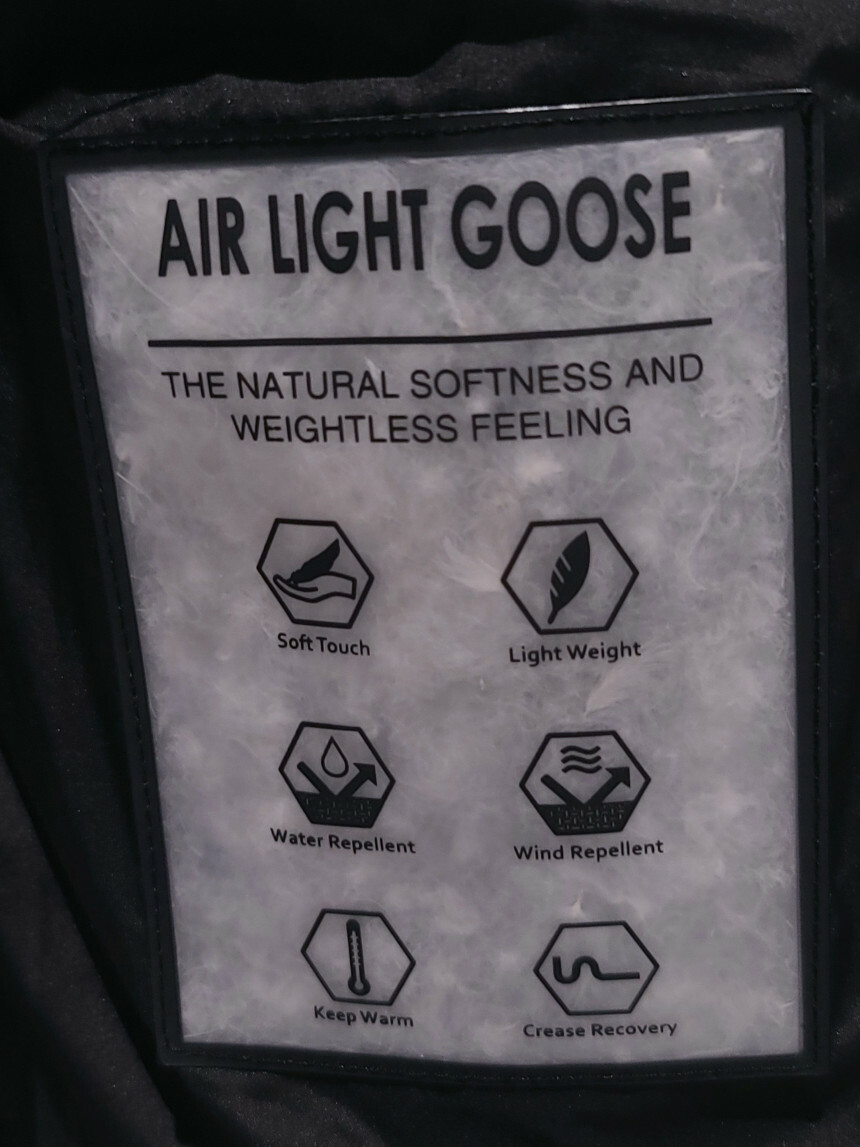 AIR LIGHT GOOSE
THE NATURAL SOFTNESS AND
WEIGHTLESS FEELING
Soft Touch
Light Weight
Water Repellent
Wind Repellent
Keep Warm
Crease Recovery